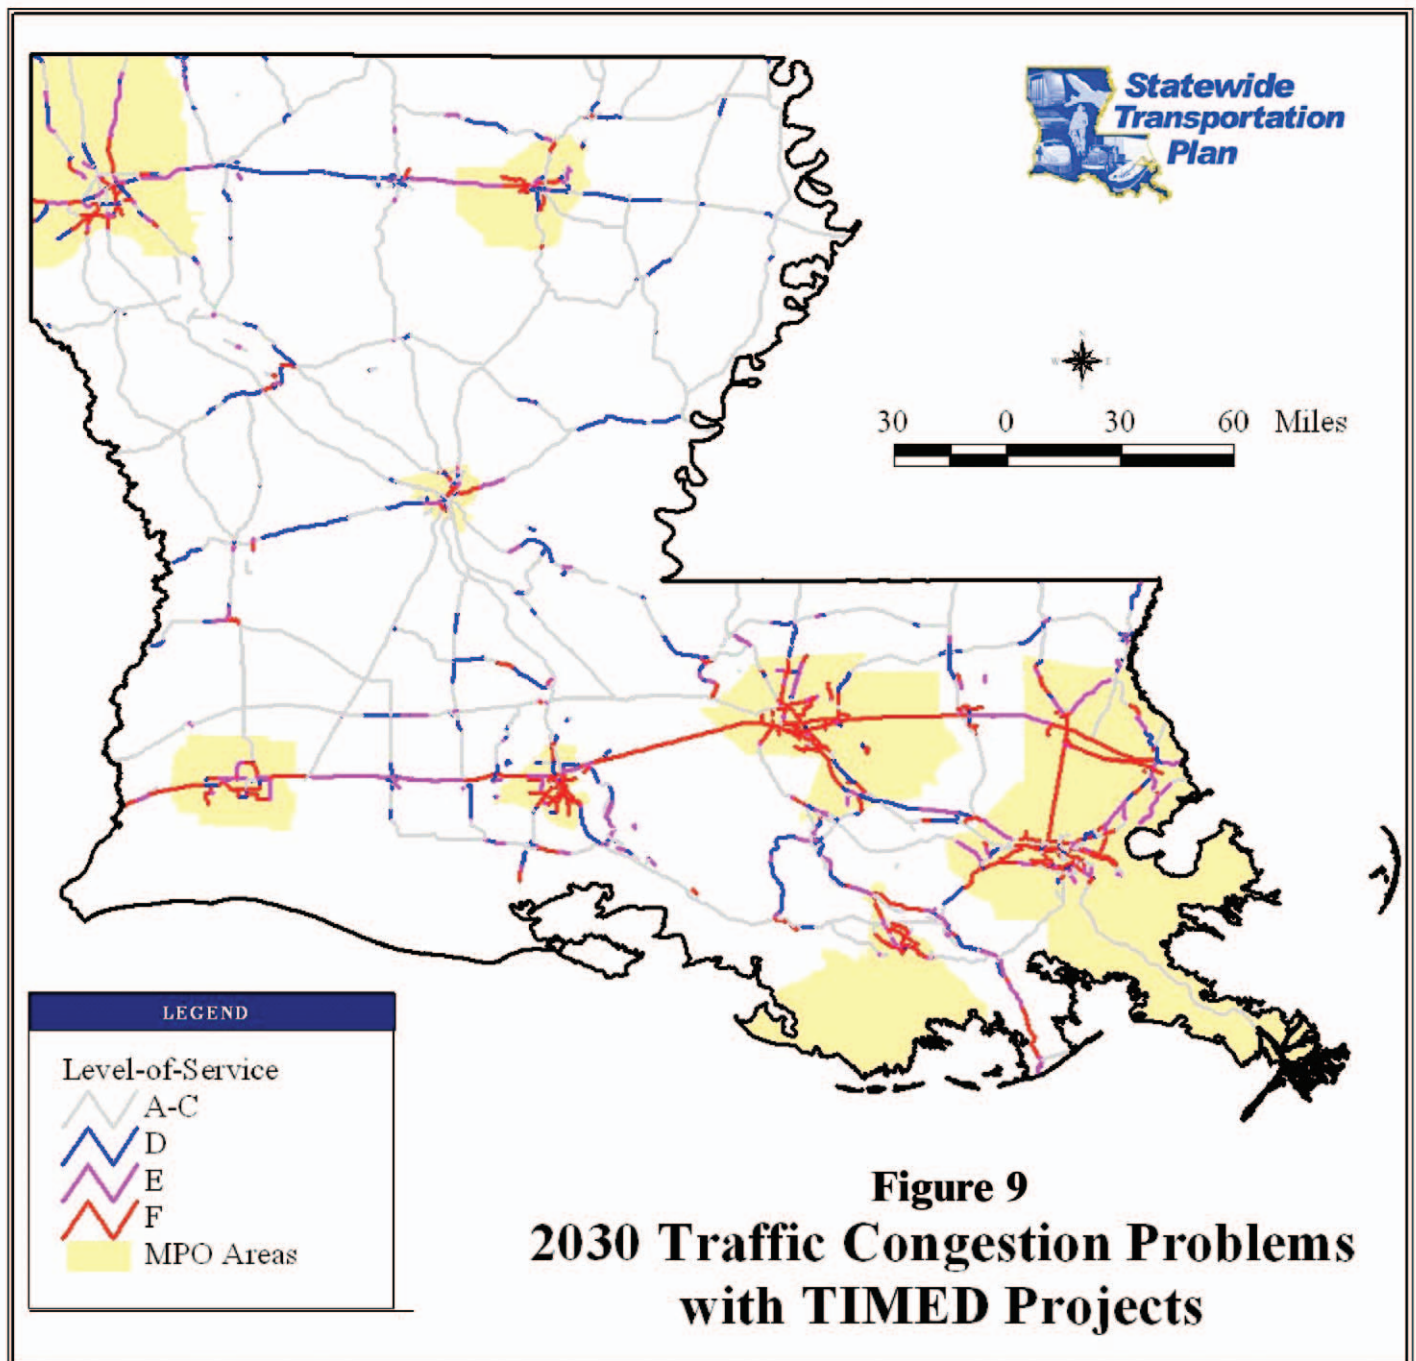 Statewide
Transportation
Plan
N
W E
30 0 30 60 Miles
LEGEND
Level-of-Service
A-C
D
E
F
MPO Areas
Figure 9
2030 Traffic Congestion Problems
with TIMED Projects